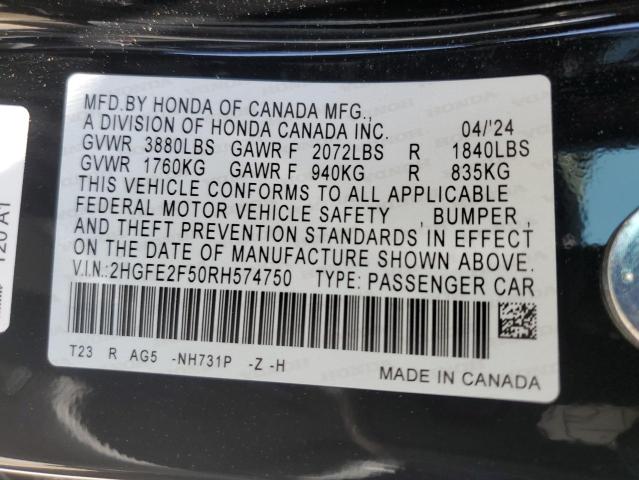 MFD.BY HONDA OF CANADA MFG.,
A DIVISION OF HONDA CANADA INC. 04/'24
GVWR 3880LBS GAWR F 2072LBS R 1840LBS
GVWR 1760KG GAWR F 940KG R 835KG
THIS VEHICLE CONFORMS TO ALL APPLICABLE
FEDERAL MOTOR VEHICLE SAFETY , BUMPER ,
AND THEFT PREVENTION STANDARDS IN EFFECT
ON THE DATE OF MANUFACTURE SHOWN ABOVE.
V.I.N.:2HGFE2F50RH574750 TYPE: PASSENGER CAR
T23 R AG5 -NH731P -Z -H
MADE IN CANADA
120 A1